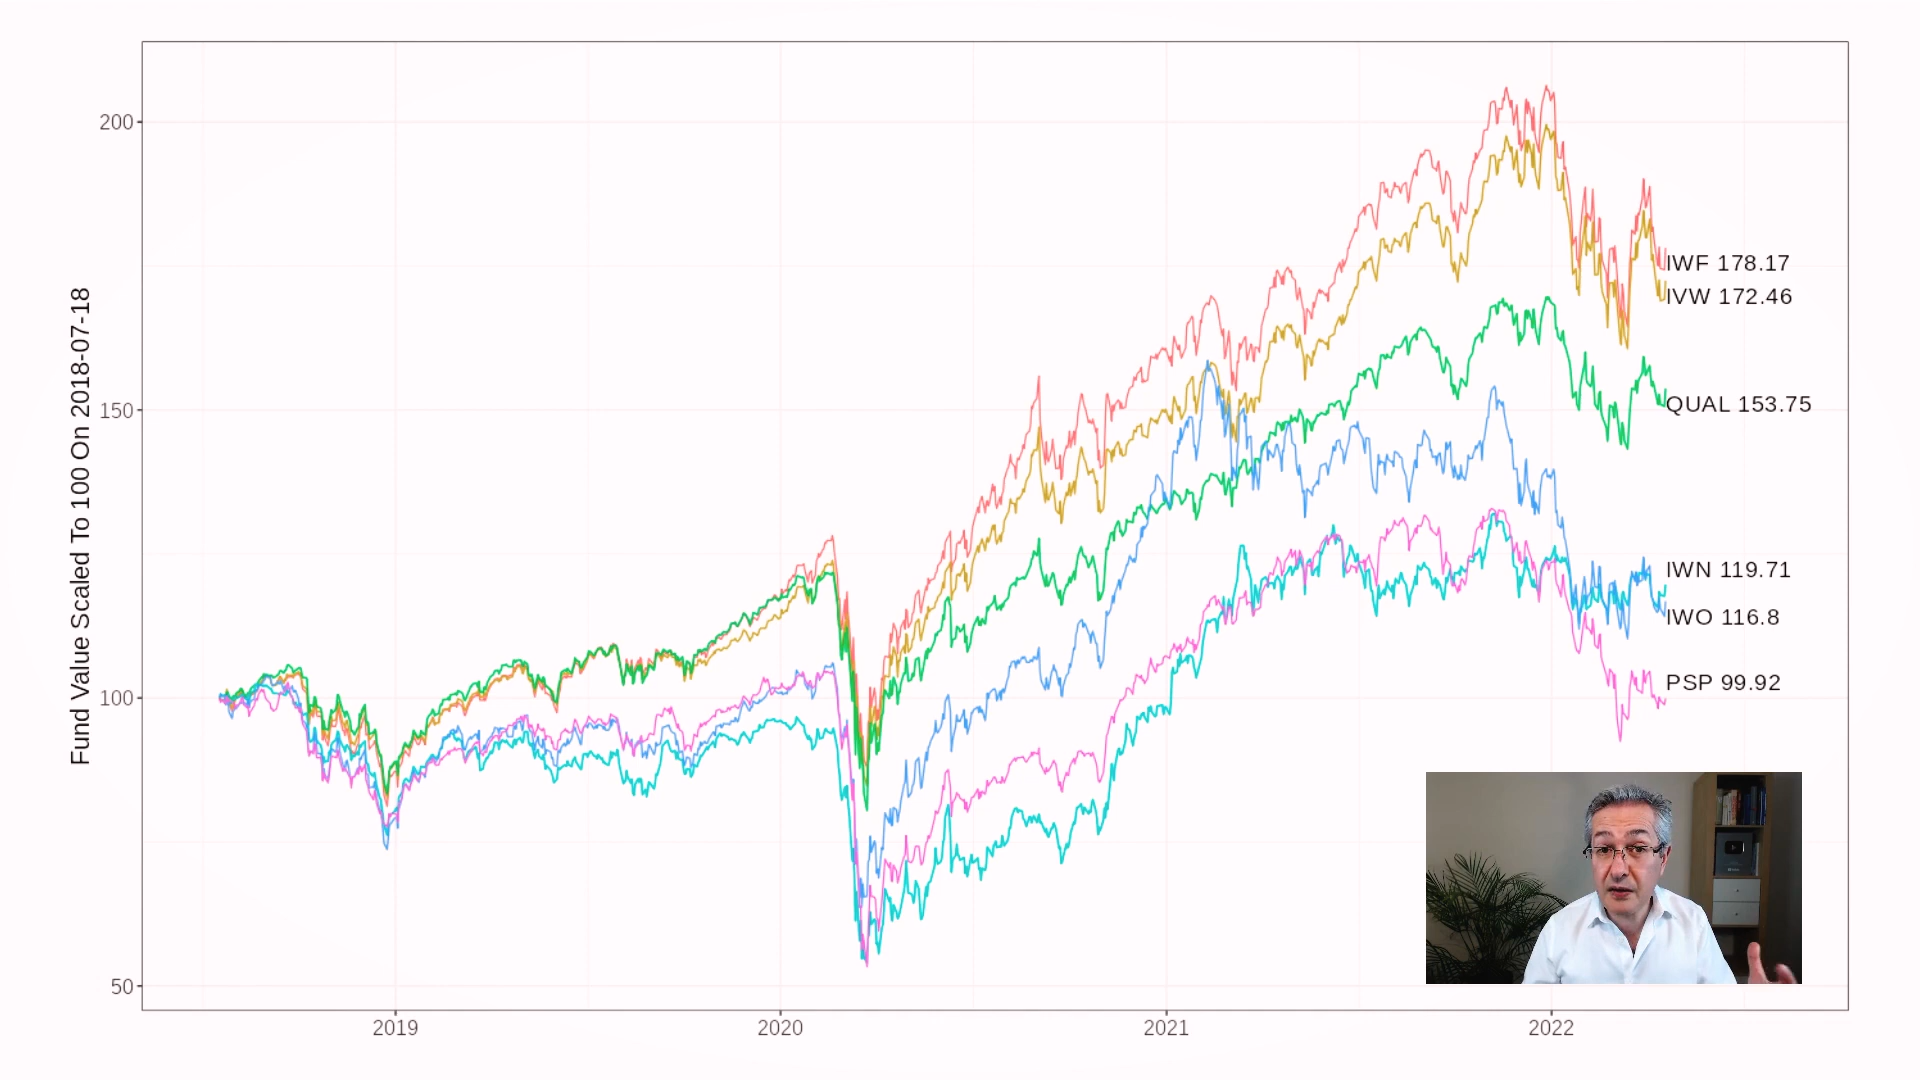 Fund Value Scaled To 100 On 2018-07-18
200
150
100
50
2019
2020
2021
2022
IWF 178.17
IVW 172.46
QUAL 153.75
IWN 119.71
IWO 116.8
PSP 99.92